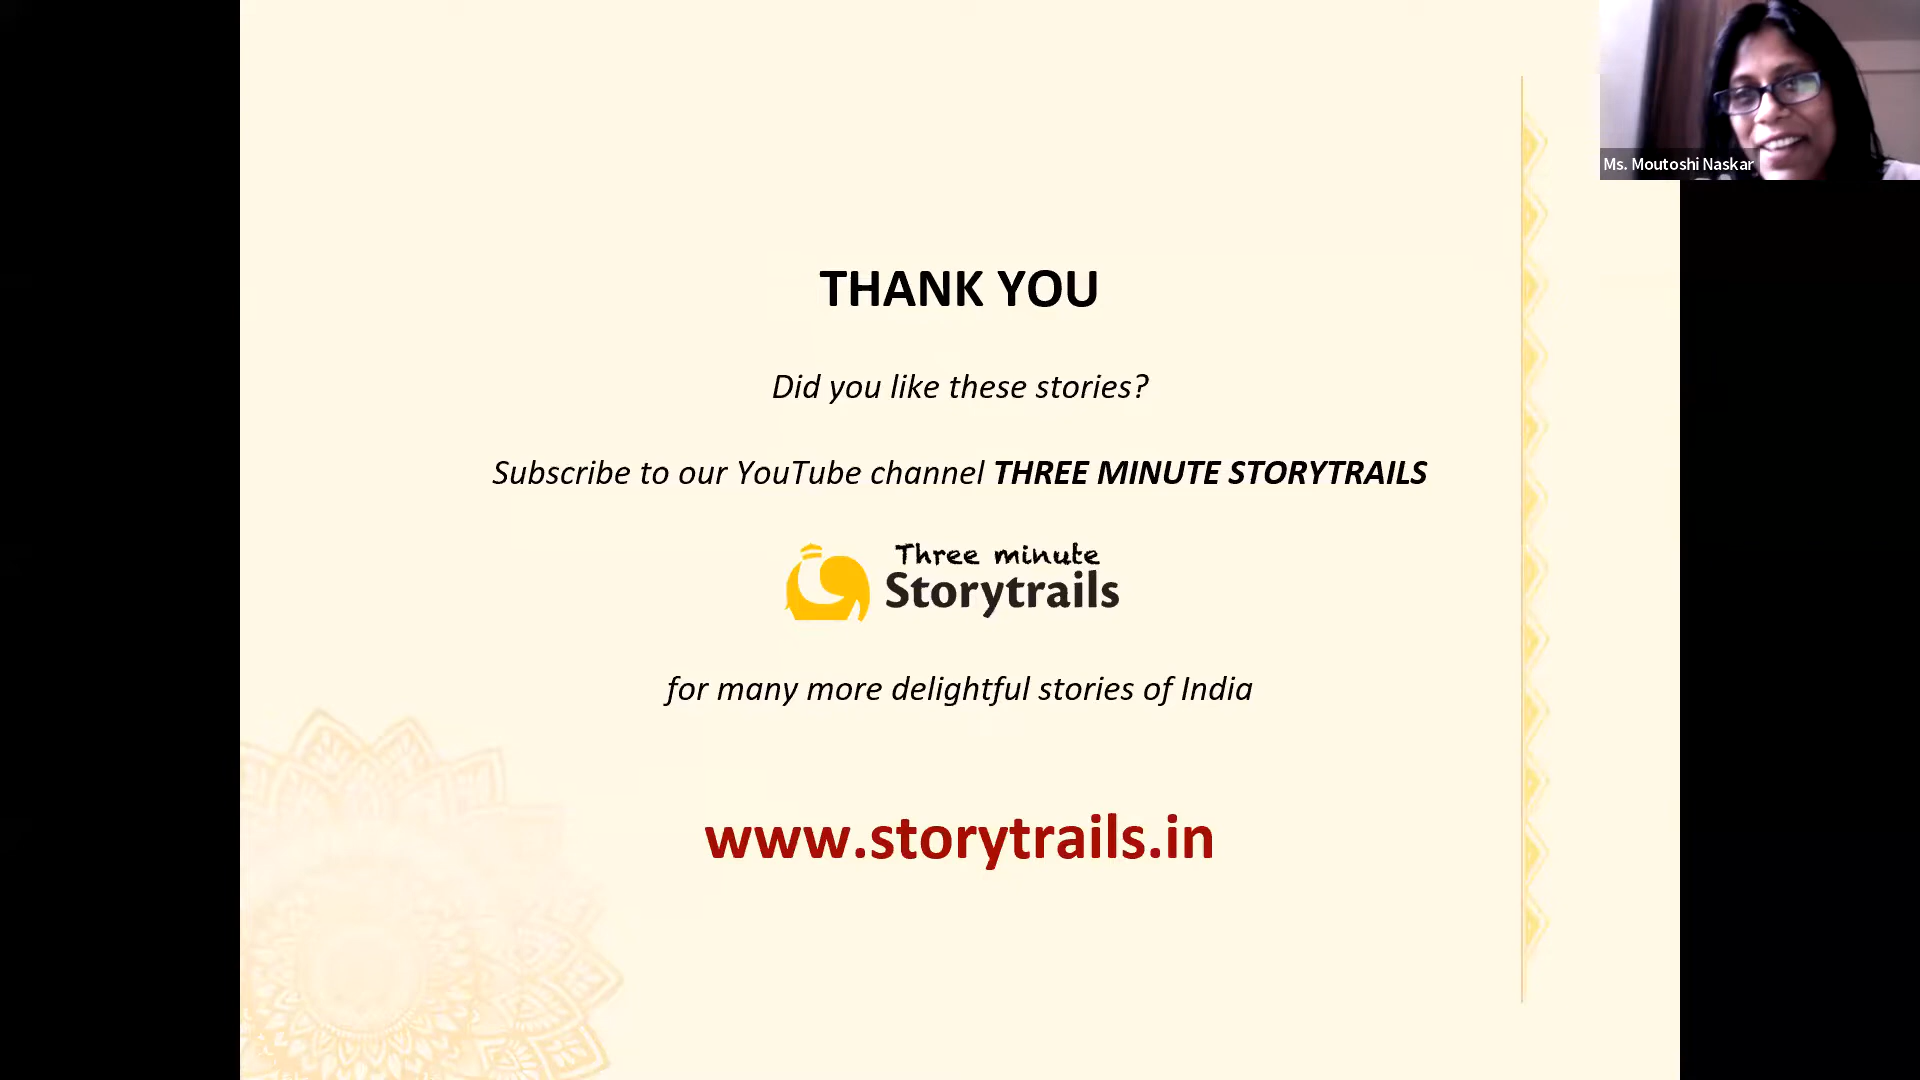 Ms. Moutoshi Naskar
THANK YOU
Did you like these stories?
Subscribe to our YouTube channel THREE MINUTE STORYTRAILS
Three minute
Storytrails
for many more delightful stories of India
www.storytrails.in